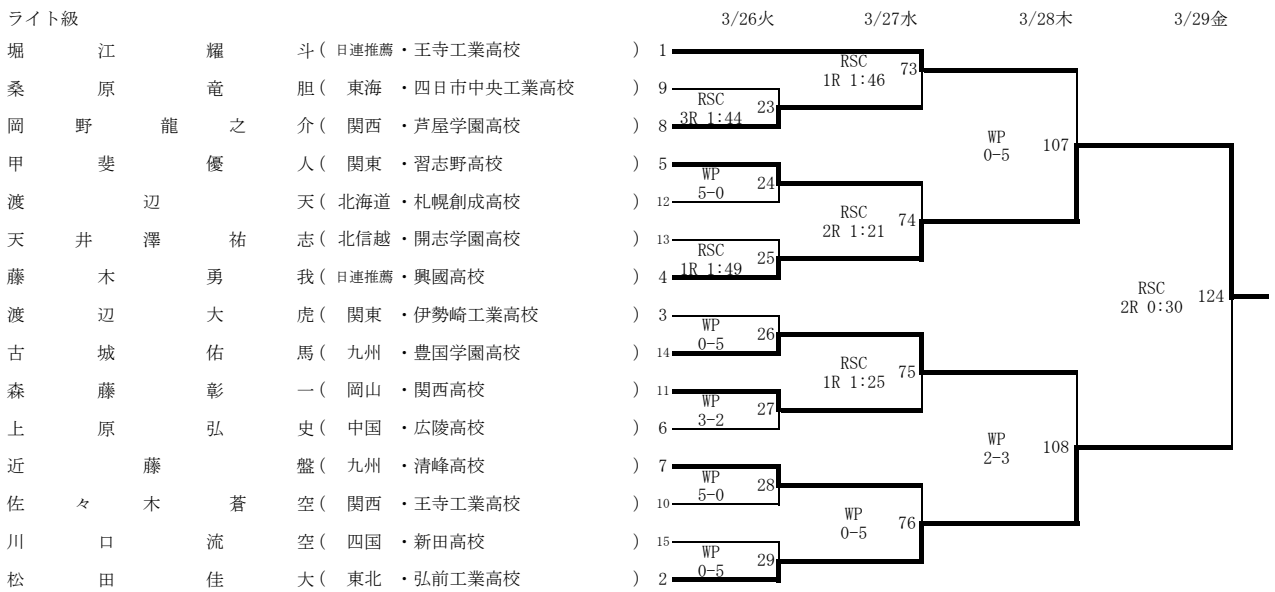 ライト級 3/26火 3/27水 3/28木 3/29金
堀江耀斗( 日連推薦・王寺工業高校 ) 1
RSC 73
1R 1:46
桑原竜胆( 東海・四日市中央工業高校 ) 9
RSC 23
3R 1:44
岡野龍之介( 関西・芦屋学園高校 ) 8
WP 107
0-5
甲斐優人( 関東・習志野高校 ) 5
WP 24
5-0
渡辺天( 北海道・札幌創成高校 ) 12
RSC 74
2R 1:21
天井澤祐志( 北信越・開志学園高校 ) 13
RSC 25
1R 1:49
藤木勇我( 日連推薦・興國高校 ) 4
RSC 124
2R 0:30
渡辺大虎( 関東・伊勢崎工業高校 ) 3
WP 26
0-5
古城佑馬( 九州・豊国学園高校 ) 14
RSC 75
1R 1:25
森藤彰一( 岡山・関西高校 ) 11
WP 27
3-2
上原弘史( 中国・広陵高校 ) 6
WP 108
2-3
近藤盤( 九州・清峰高校 ) 7
WP 28
5-0
佐々木蒼空( 関西・王寺工業高校 ) 10
WP 76
0-5
川口流空( 四国・新田高校 ) 15
WP 29
0-5
松田佳大( 東北・弘前工業高校 ) 2